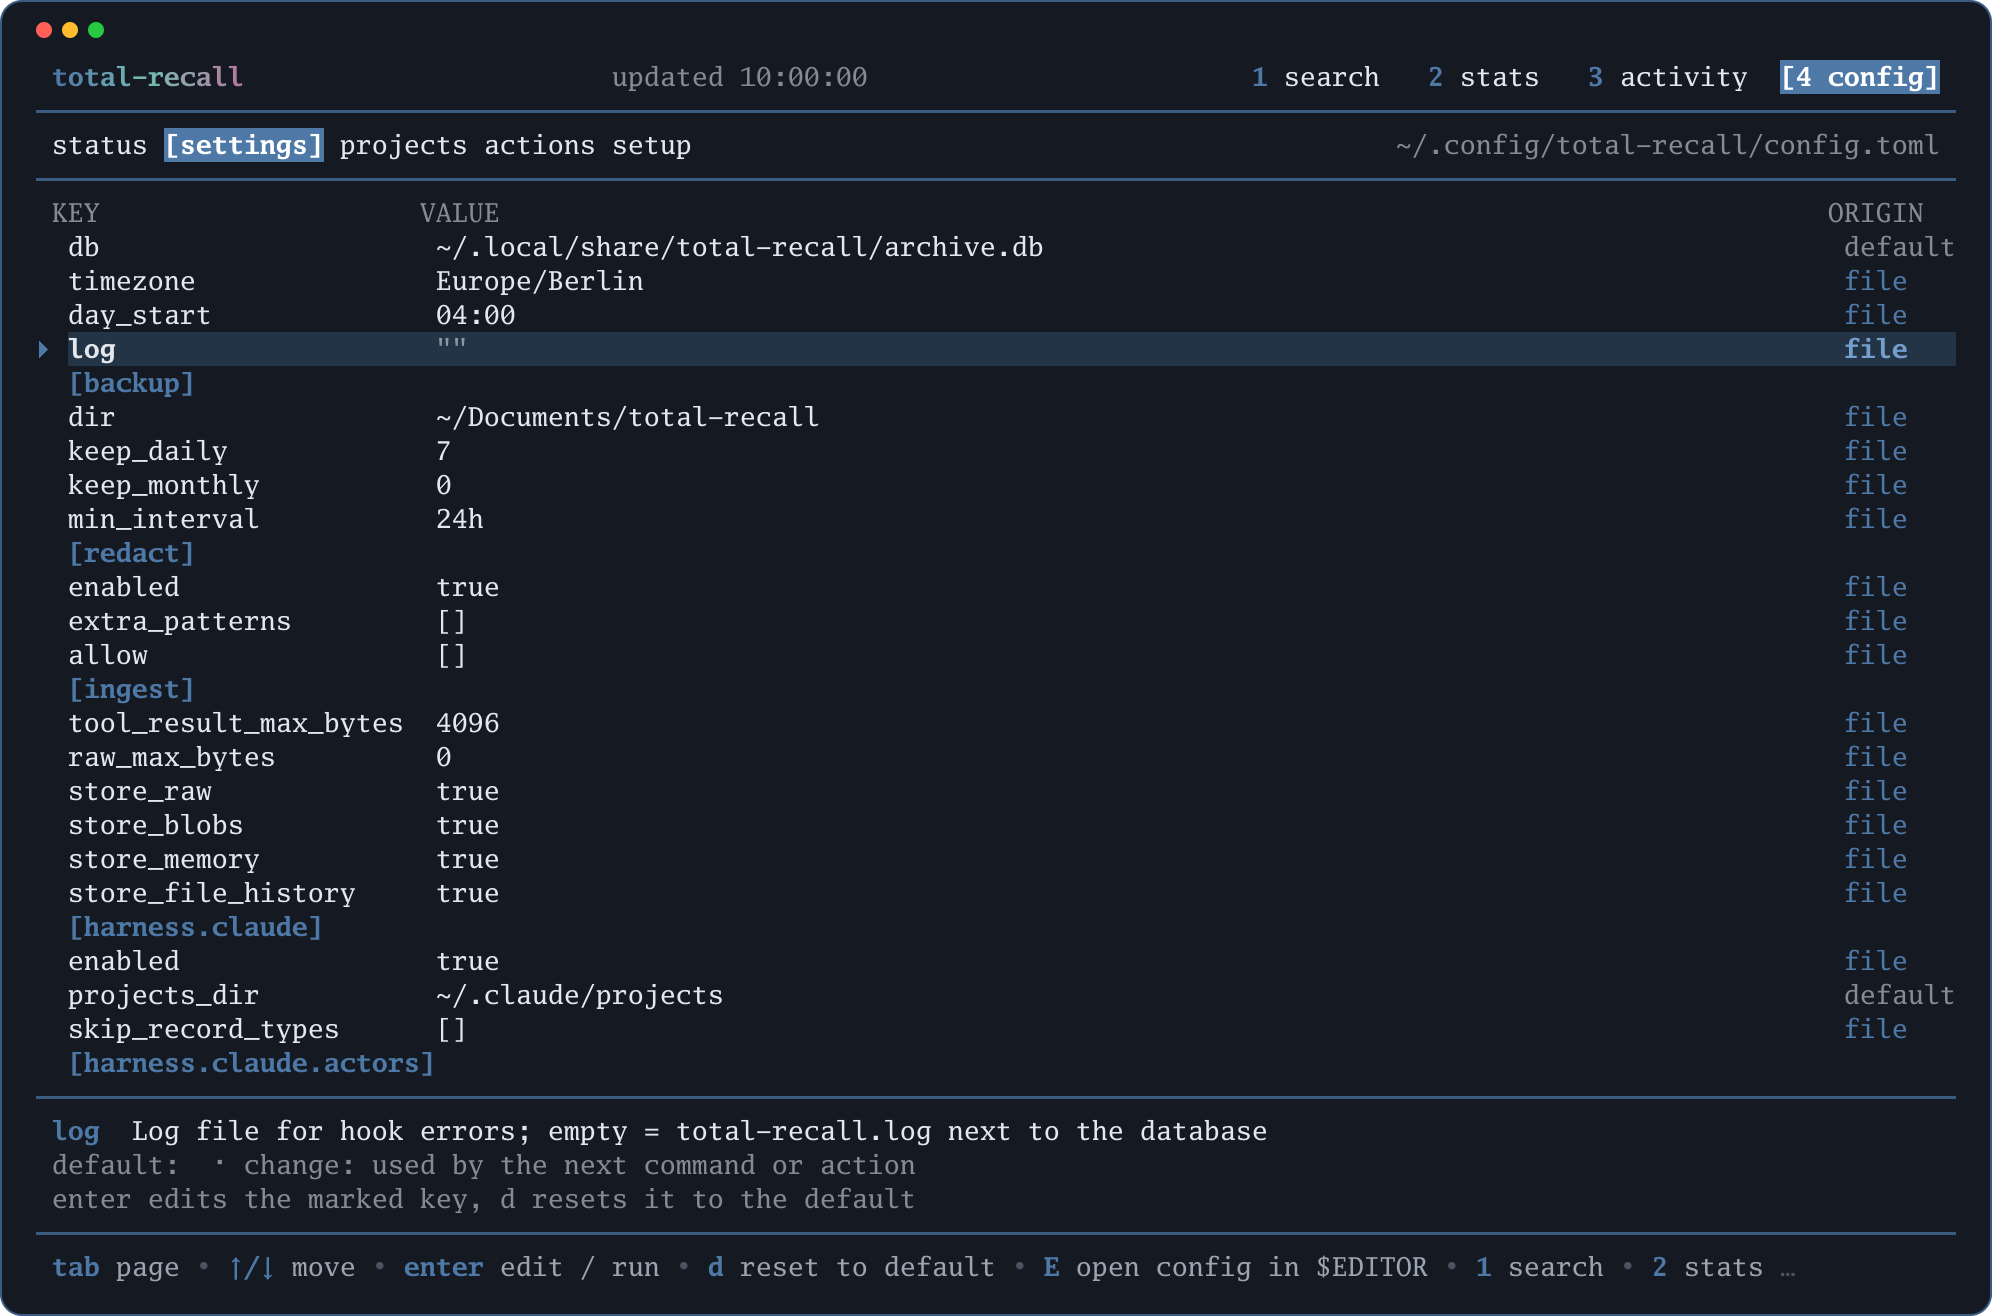 total-recall updated 10:00:00 1 search 2 stats 3 activity [4 config]
status [settings] projects actions setup ~/.config/total-recall/config.toml
KEY VALUE ORIGIN
db ~/.local/share/total-recall/archive.db default
timezone Europe/Berlin file
day_start 04:00 file
log "" file
[backup]
dir ~/Documents/total-recall file
keep_daily 7 file
keep_monthly 0 file
min_interval 24h file
[redact]
enabled true file
extra_patterns [] file
allow [] file
[ingest]
tool_result_max_bytes 4096 file
raw_max_bytes 0 file
store_raw true file
store_blobs true file
store_memory true file
store_file_history true file
[harness.claude]
enabled true file
projects_dir ~/.claude/projects default
skip_record_types [] file
[harness.claude.actors]
log Log file for hook errors; empty = total-recall.log next to the database
default: · change: used by the next command or action
enter edits the marked key, d resets it to the default
tab page • ↑/↓ move • enter edit / run • d reset to default • E open config in $EDITOR • 1 search • 2 stats …